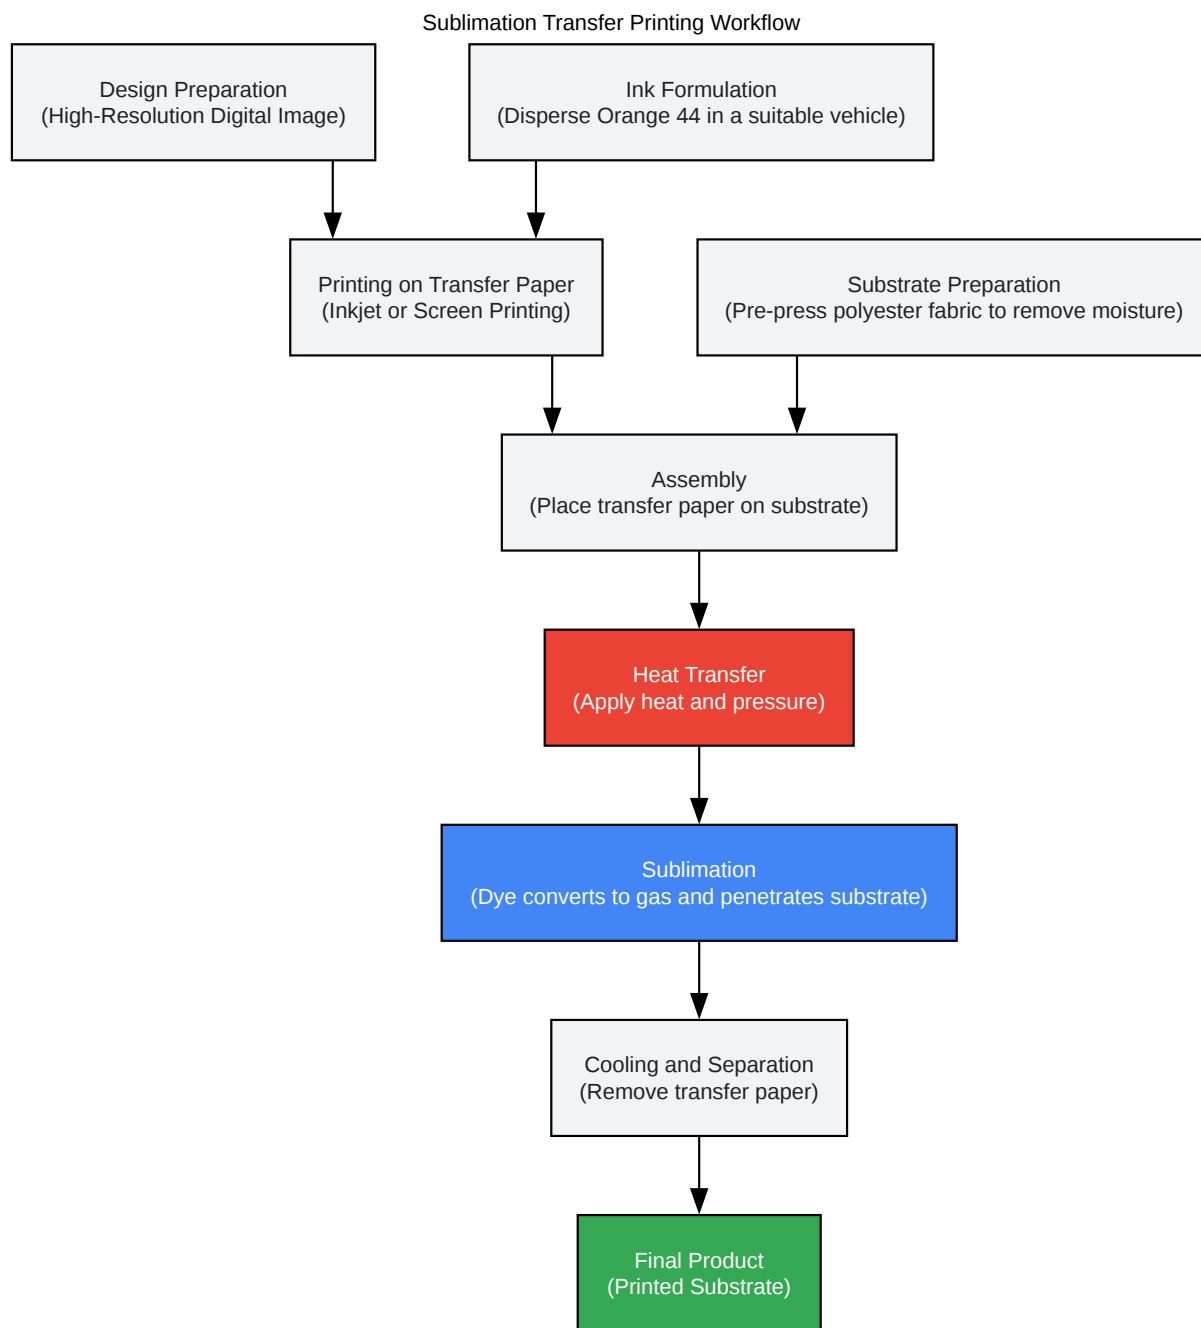 Sublimation Transfer Printing Workflow
Design Preparation
(High-Resolution Digital Image)
Ink Formulation
(Disperse Orange 44 in a suitable vehicle)
Printing on Transfer Paper
(Inkjet or Screen Printing)
Substrate Preparation
(Pre-press polyester fabric to remove moisture)
Assembly
(Place transfer paper on substrate)
Heat Transfer
(Apply heat and pressure)
Sublimation
(Dye converts to gas and penetrates substrate)
Cooling and Separation
(Remove transfer paper)
Final Product
(Printed Substrate)